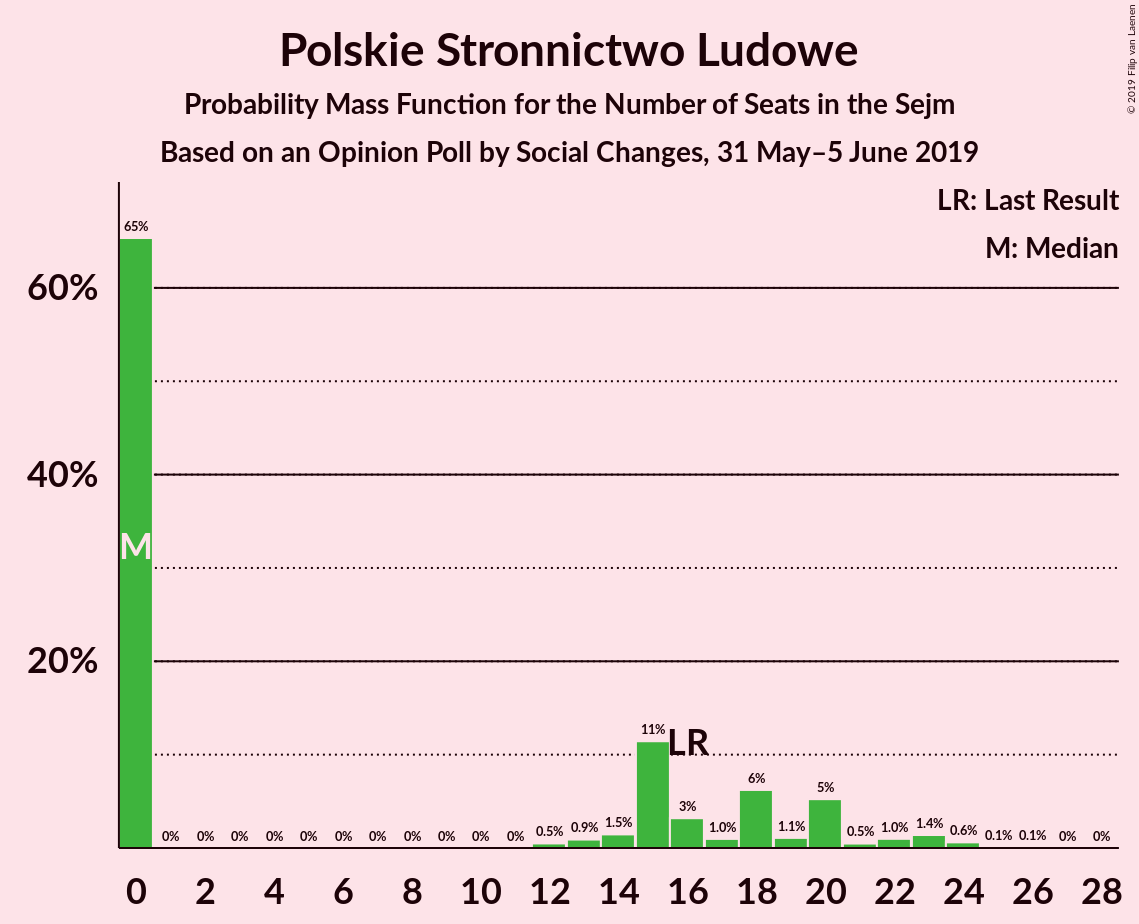 Polskie Stronnictwo Ludowe
Probability Mass Function for the Number of Seats in the Sejm
Based on an Opinion Poll by Social Changes, 31 May–5 June 2019
© 2019 Filip van Laenen
LR: Last Result
M: Median
65%
60%
40%
M
20%
11%
LR
6%
5%
3%
0% 0% 0% 0% 0% 0% 0% 0% 0% 0% 0% 0.5% 0.9% 1.5% 1.0% 1.1% 0.5% 1.0% 1.4% 0.6% 0.1% 0.1% 0% 0%
0 2 4 6 8 10 12 14 16 18 20 22 24 26 28